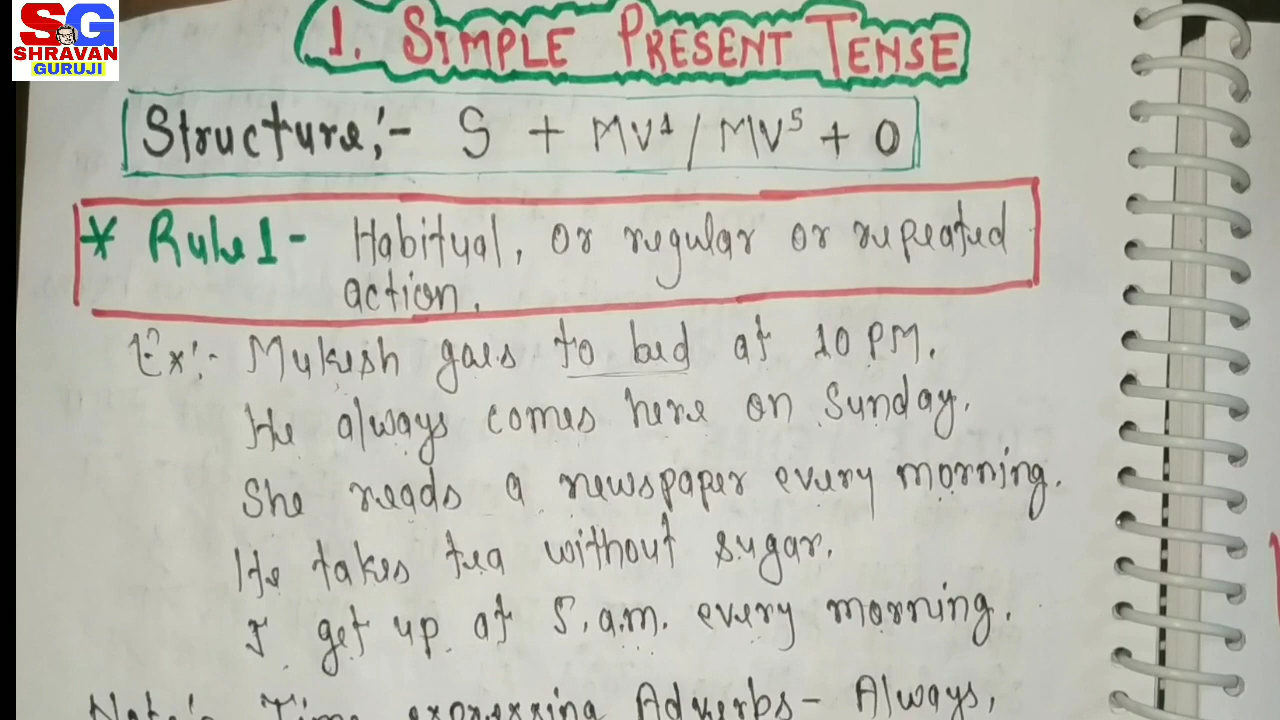 SG
SHRAVAN
GURUJI
1. SIMPLE PRESENT TENSE
Structure:- S + MV¹/MV⁵ + O
* Rule 1 - Habitual, or regular or repeated
action.
Ex:- Mukesh goes to bed at 10 PM.
He always comes here on Sunday.
She reads a newspaper every morning.
He takes tea without sugar.
I get up at 5. a.m. every morning.
Note:- Time expressing Adverbs- Always,